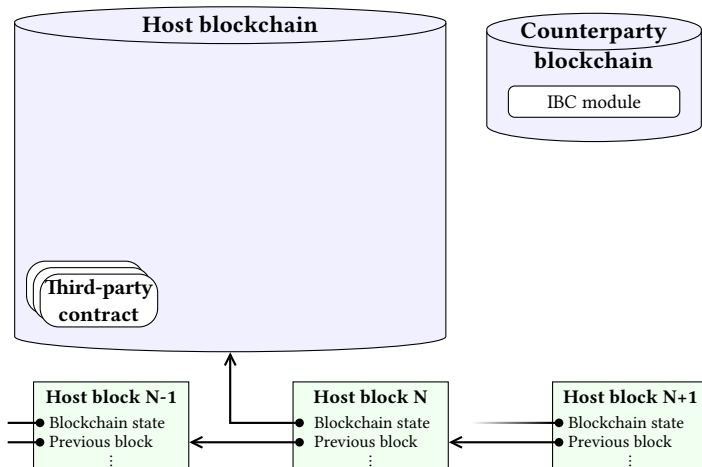 Host blockchain
Counterparty
blockchain
IBC module
Third-party
contract
Host block N-1
Blockchain state
Previous block
⋮
Host block N
Blockchain state
Previous block
⋮
Host block N+1
Blockchain state
Previous block
⋮